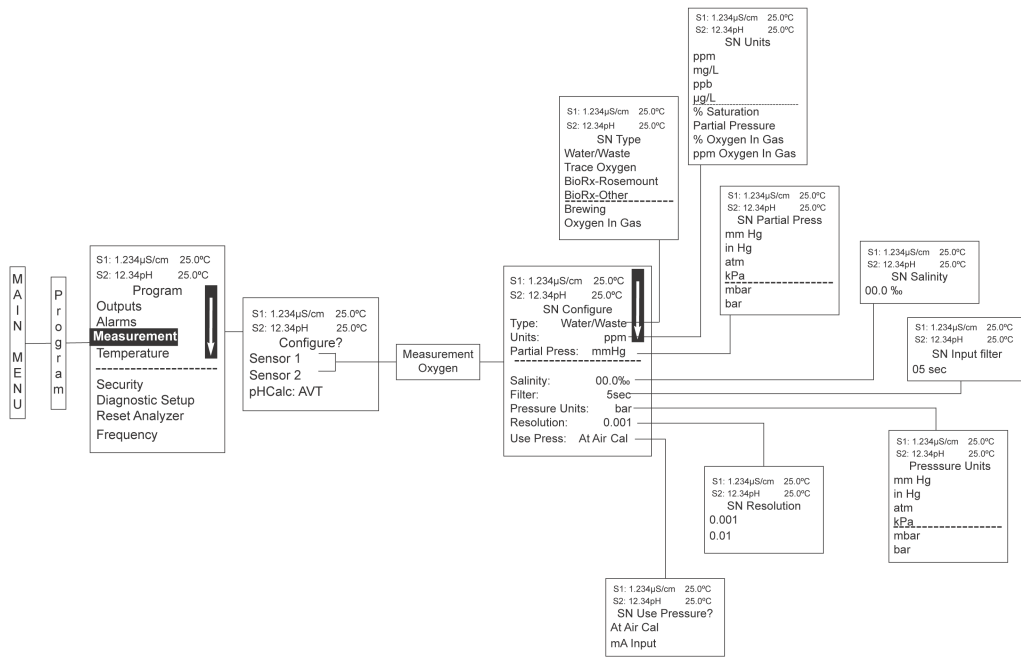 MAIN MENU
Program
S1: 1.234µS/cm 25.0ºC
S2: 12.34pH 25.0ºC
Program
Outputs
Alarms
Measurement
Temperature
Security
Diagnostic Setup
Reset Analyzer
Frequency
S1: 1.234µS/cm 25.0ºC
S2: 12.34pH 25.0ºC
Configure?
Sensor 1
Sensor 2
pHCalc: AVT
Measurement
Oxygen
S1: 1.234µS/cm 25.0ºC
S2: 12.34pH 25.0ºC
SN Configure
Type: Water/Waste
Units: ppm
Partial Press: mmHg
Salinity: 00.0‰
Filter: 5sec
Pressure Units: bar
Resolution: 0.001
Use Press: At Air Cal
S1: 1.234µS/cm 25.0ºC
S2: 12.34pH 25.0ºC
SN Type
Water/Waste
Trace Oxygen
BioRx-Rosemount
BioRx-Other
Brewing
Oxygen In Gas
S1: 1.234µS/cm 25.0ºC
S2: 12.34pH 25.0ºC
SN Units
ppm
mg/L
ppb
µg/L
% Saturation
Partial Pressure
% Oxygen In Gas
ppm Oxygen In Gas
S1: 1.234µS/cm 25.0ºC
S2: 12.34pH 25.0ºC
SN Partial Press
mm Hg
in Hg
atm
kPa
mbar
bar
S1: 1.234µS/cm 25.0ºC
S2: 12.34pH 25.0ºC
SN Salinity
00.0 ‰
S1: 1.234µS/cm 25.0ºC
S2: 12.34pH 25.0ºC
SN Input filter
05 sec
S1: 1.234µS/cm 25.0ºC
S2: 12.34pH 25.0ºC
Presssure Units
mm Hg
in Hg
atm
kPa
mbar
bar
S1: 1.234µS/cm 25.0ºC
S2: 12.34pH 25.0ºC
SN Resolution
0.001
0.01
S1: 1.234µS/cm 25.0ºC
S2: 12.34pH 25.0ºC
SN Use Pressure?
At Air Cal
mA Input